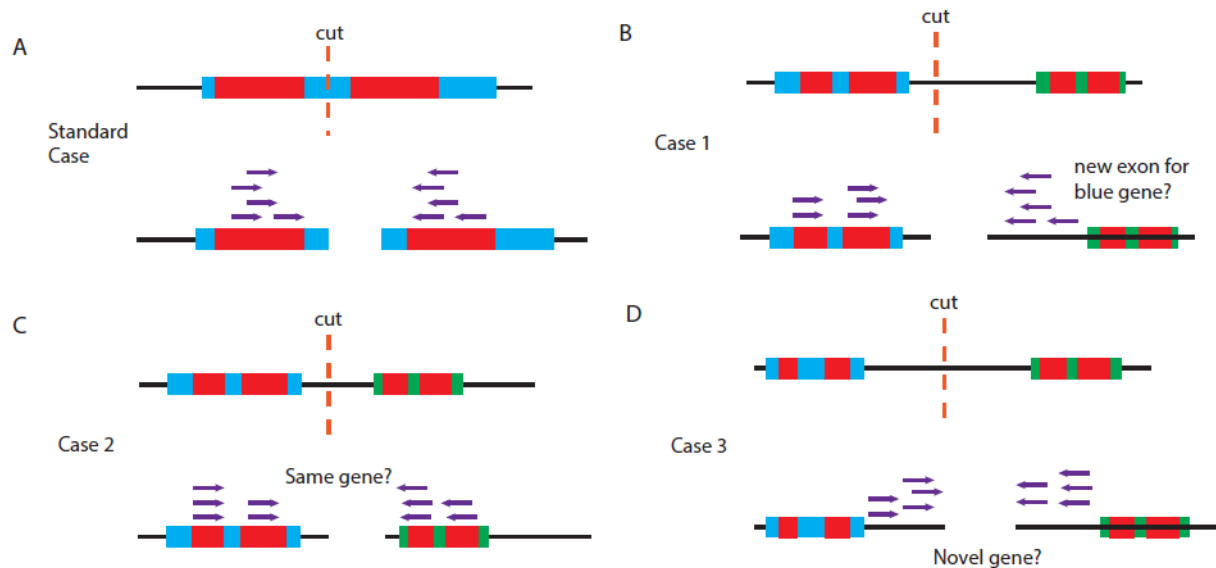 A
cut
Standard
Case
B
cut
Case 1
new exon for
blue gene?
C
cut
Case 2
Same gene?
D
cut
Case 3
Novel gene?